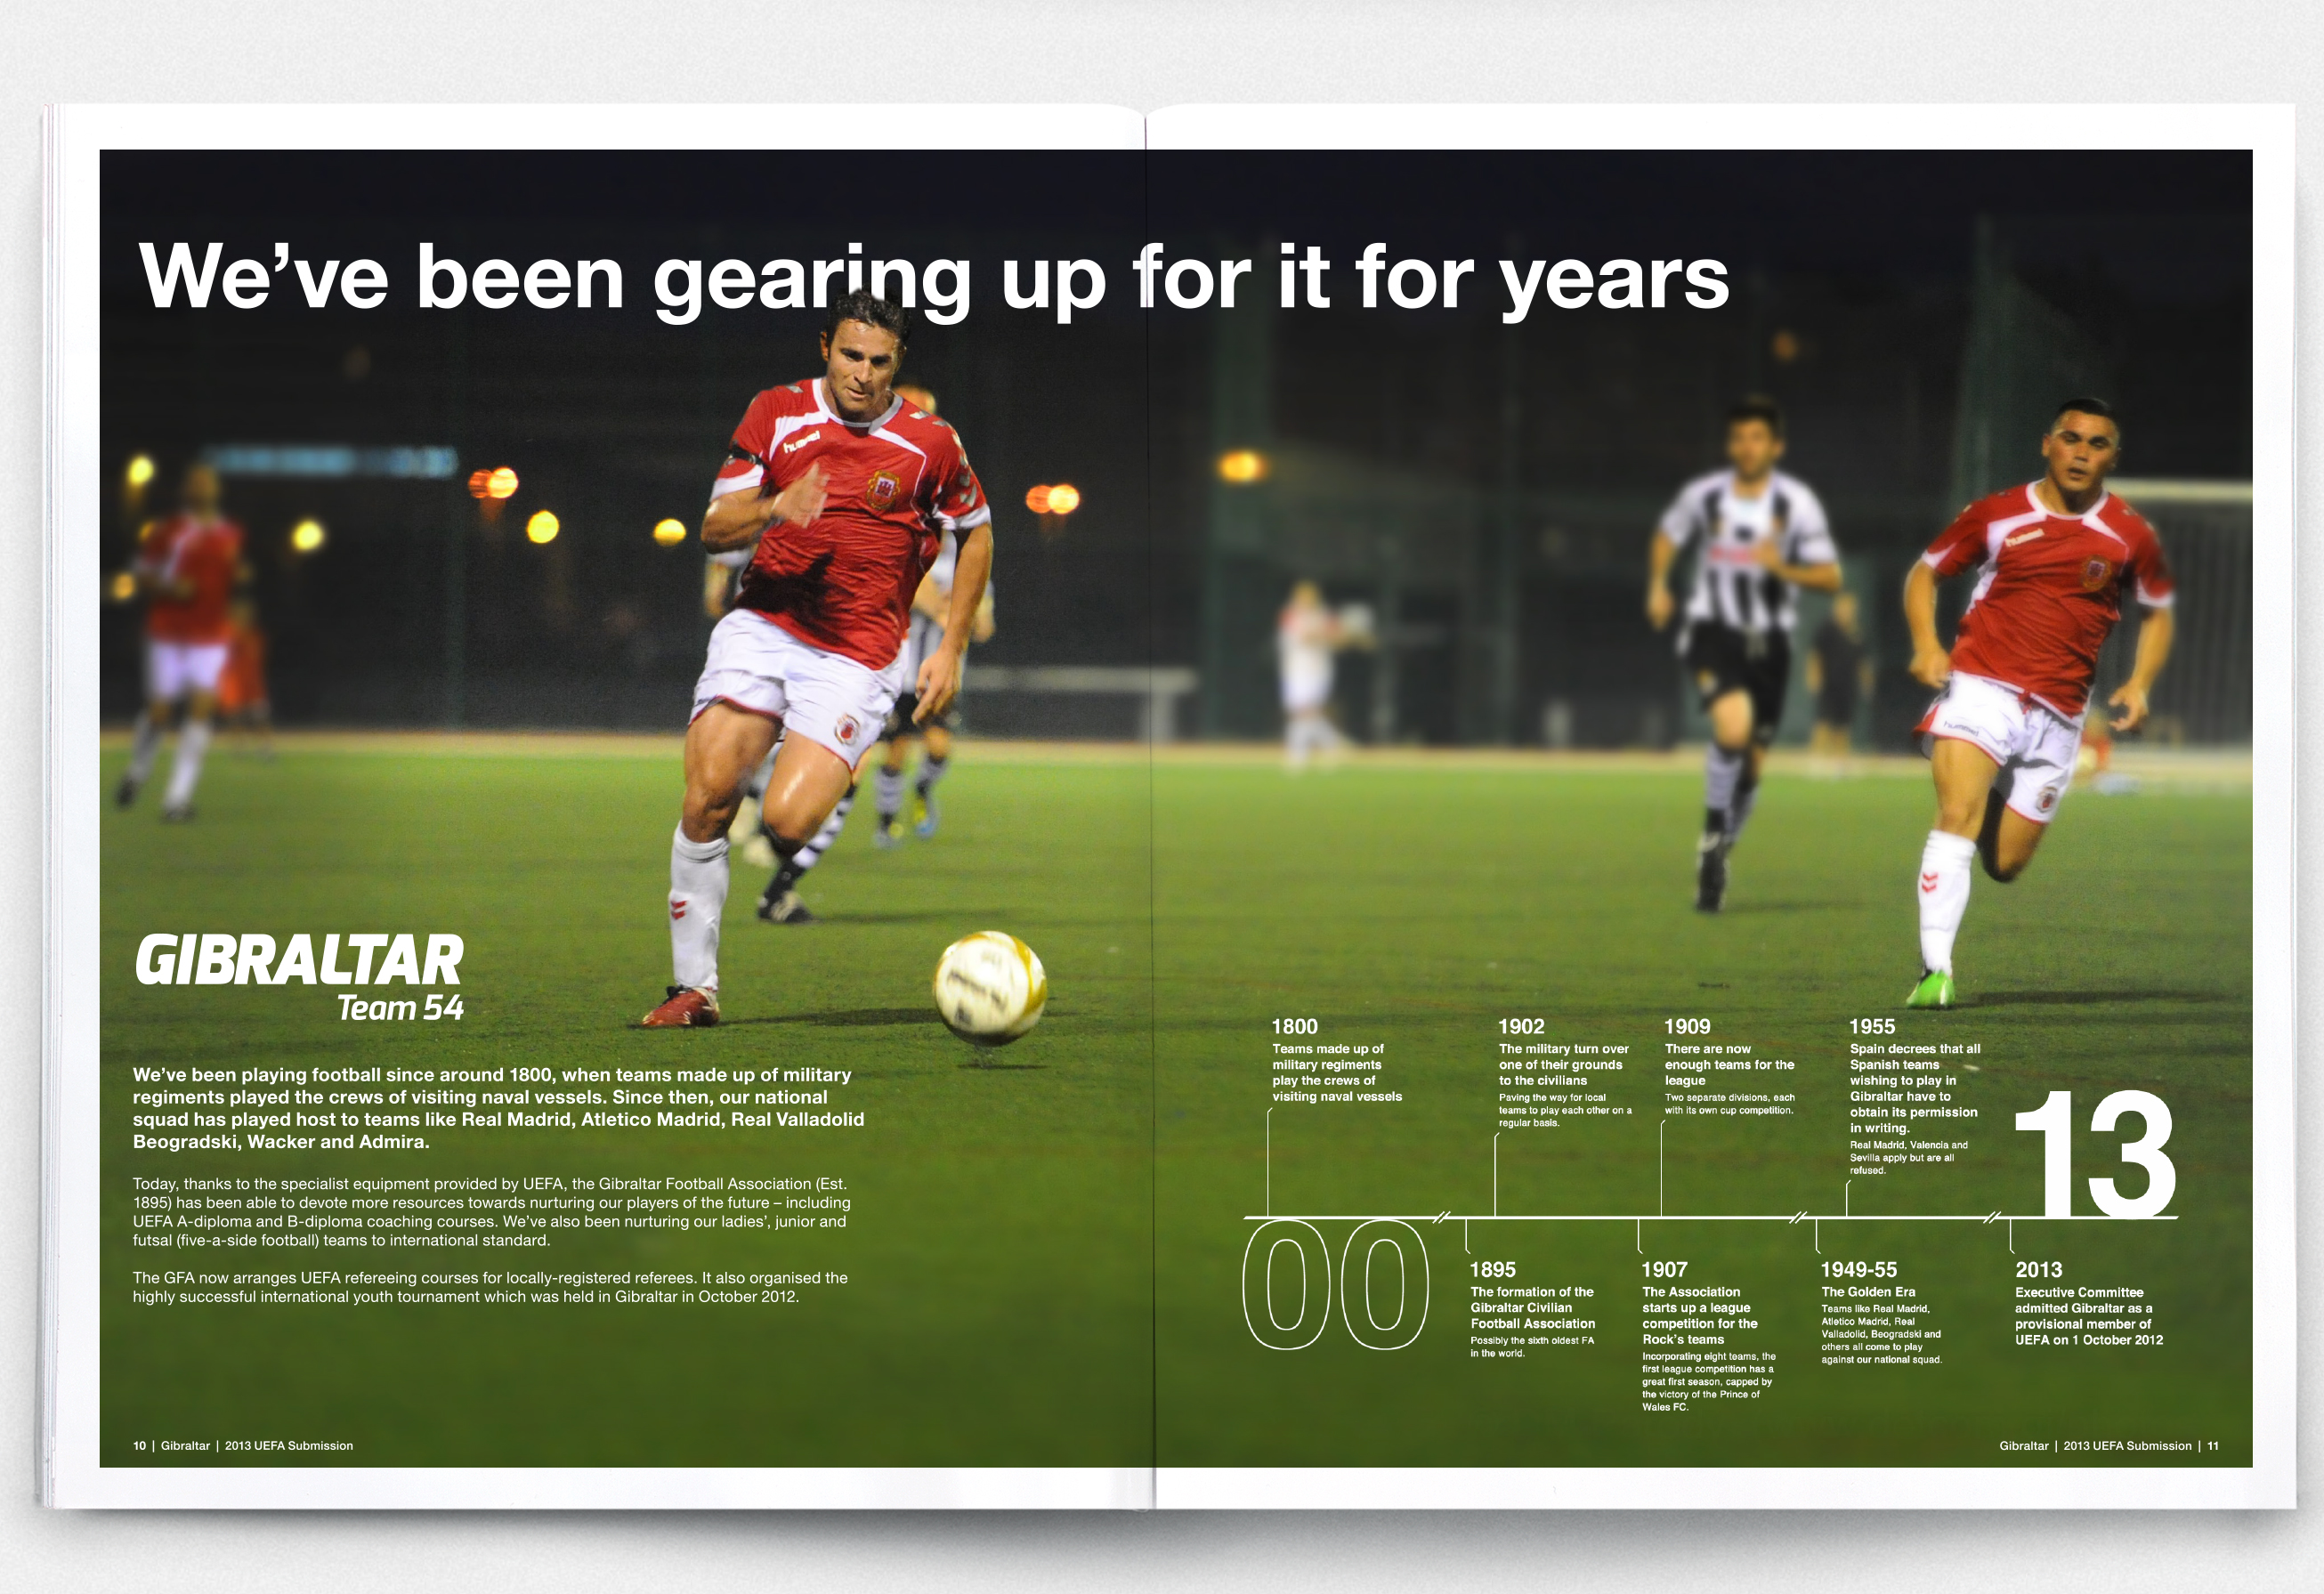 We’ve been gearing up for it for years
hummel
hummel
hummel
GIBRALTAR
Team 54
We’ve been playing football since around 1800, when teams made up of military
regiments played the crews of visiting naval vessels. Since then, our national
squad has played host to teams like Real Madrid, Atletico Madrid, Real Valladolid
Beogradski, Wacker and Admira.
Today, thanks to the specialist equipment provided by UEFA, the Gibraltar Football Association (Est.
1895) has been able to devote more resources towards nurturing our players of the future – including
UEFA A-diploma and B-diploma coaching courses. We’ve also been nurturing our ladies’, junior and
futsal (five-a-side football) teams to international standard.
The GFA now arranges UEFA refereeing courses for locally-registered referees. It also organised the
highly successful international youth tournament which was held in Gibraltar in October 2012.
10 | Gibraltar | 2013 UEFA Submission
1800
Teams made up of
military regiments
play the crews of
visiting naval vessels
1902
The military turn over
one of their grounds
to the civilians
Paving the way for local
teams to play each other on a
regular basis.
1909
There are now
enough teams for the
league
Two separate divisions, each
with its own cup competition.
1955
Spain decrees that all
Spanish teams
wishing to play in
Gibraltar have to
obtain its permission
in writing.
Real Madrid, Valencia and
Sevilla apply but are all
refused.
13
00
1895
The formation of the
Gibraltar Civilian
Football Association
Possibly the sixth oldest FA
in the world.
1907
The Association
starts up a league
competition for the
Rock’s teams
Incorporating eight teams, the
first league competition has a
great first season, capped by
the victory of the Prince of
Wales FC.
1949-55
The Golden Era
Teams like Real Madrid,
Atletico Madrid, Real
Valladolid, Beogradski and
others all come to play
against our national squad.
2013
Executive Committee
admitted Gibraltar as a
provisional member of
UEFA on 1 October 2012
Gibraltar | 2013 UEFA Submission | 11